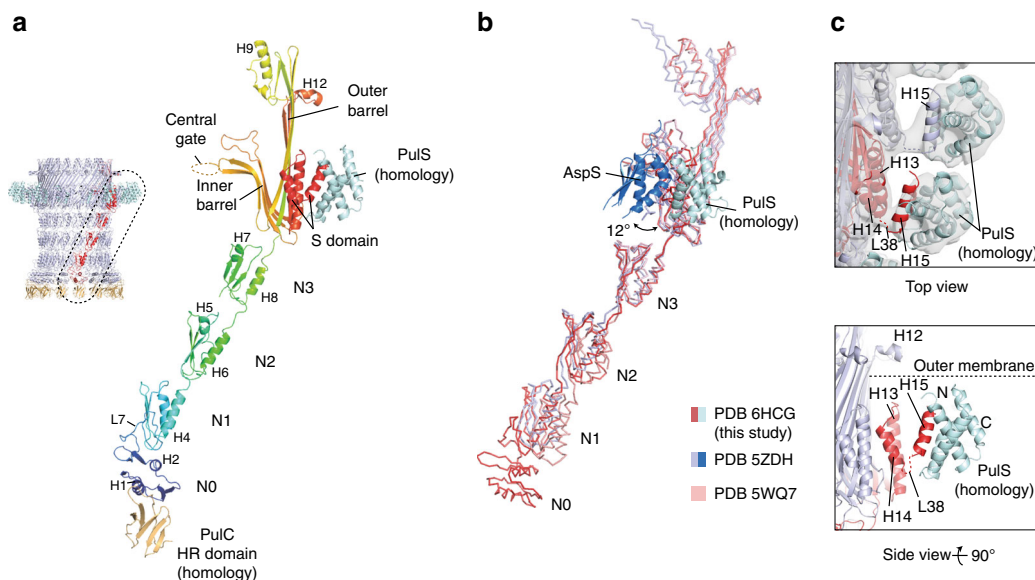 a
H9
H12
Outer
barrel
Central
gate
PulS
(homology)
Inner
barrel
S domain
H7
H8
N3
H5
N2
H6
L7
N1
H4
H2
H1
N0
PulC
HR domain
(homology)
b
AspS
PulS
(homology)
12°
N3
N2
N1
N0
PDB 6HCG
(this study)
PDB 5ZDH
PDB 5WQ7
c
H15
H13
H14
L38
H15
PulS
(homology)
Top view
H12
Outer membrane
H15
N
H13
C
PulS
(homology)
L38
H14
Side view 90°